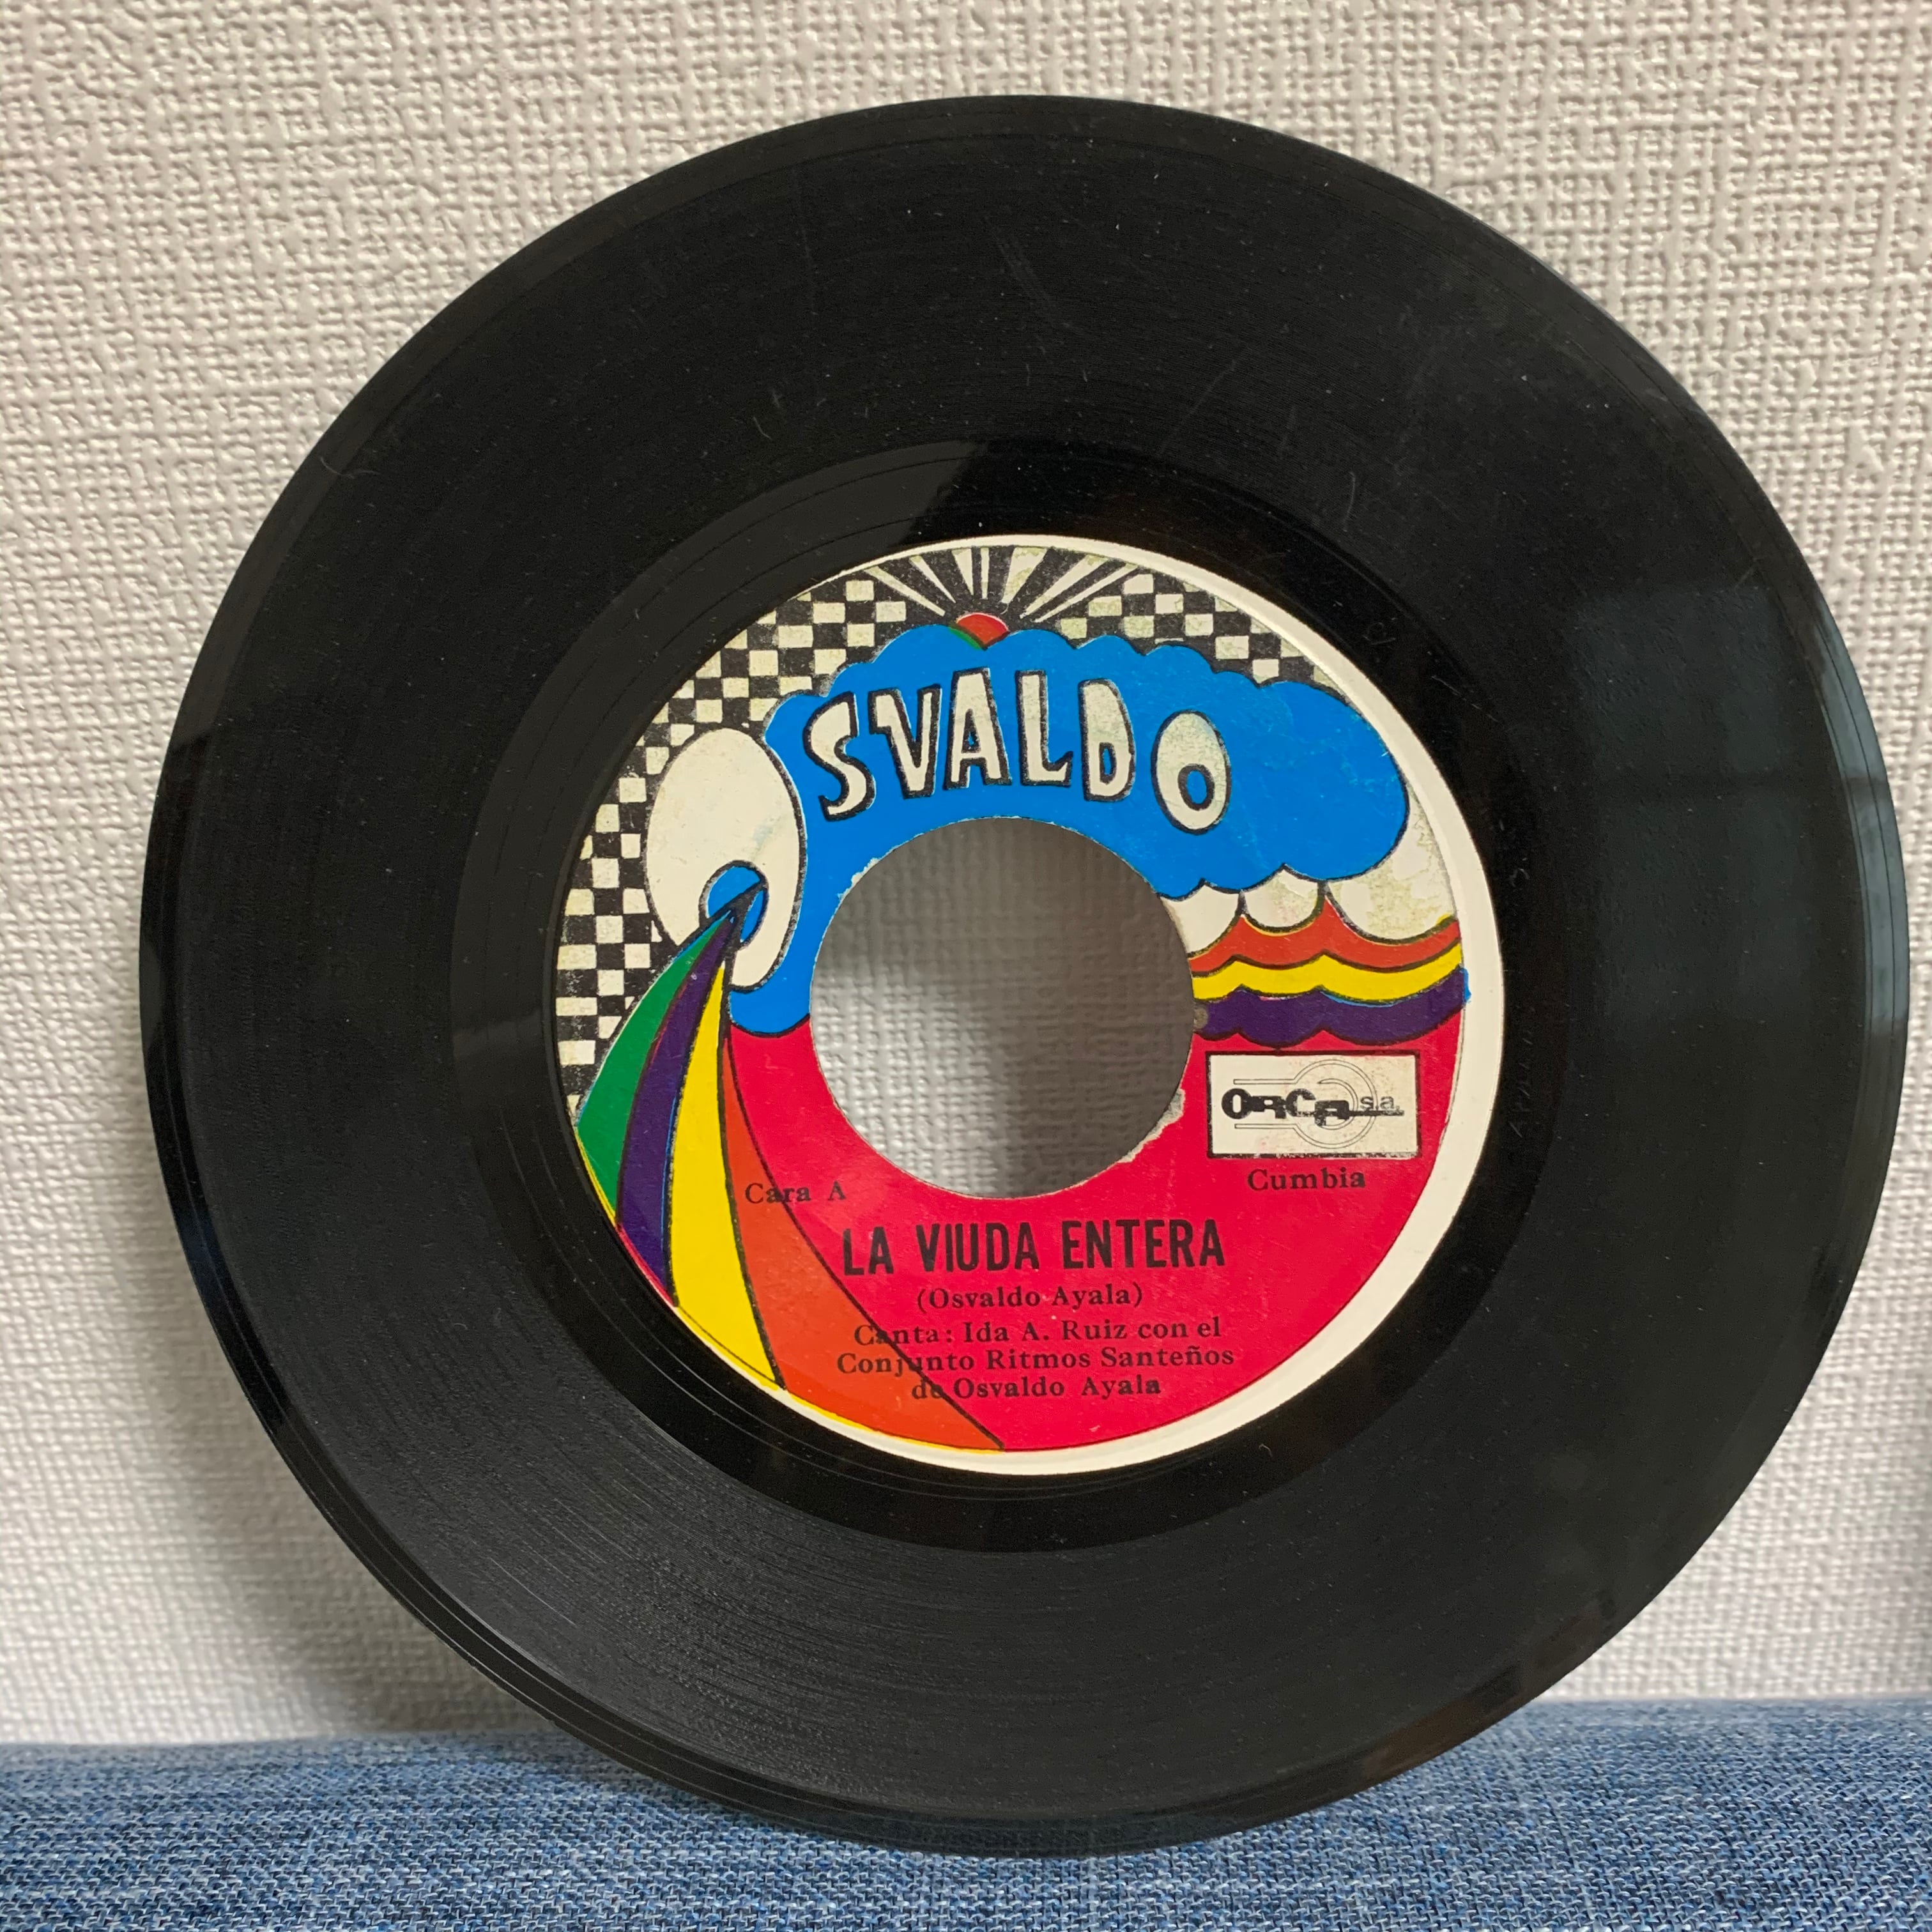 OSVALDO
ORCA s.a.
Cumbia
Cara A
LA VIUDA ENTERA
(Osvaldo Ayala)
Canta: Ida A. Ruiz con el
Conjunto Ritmos Santeños
de Osvaldo Ayala